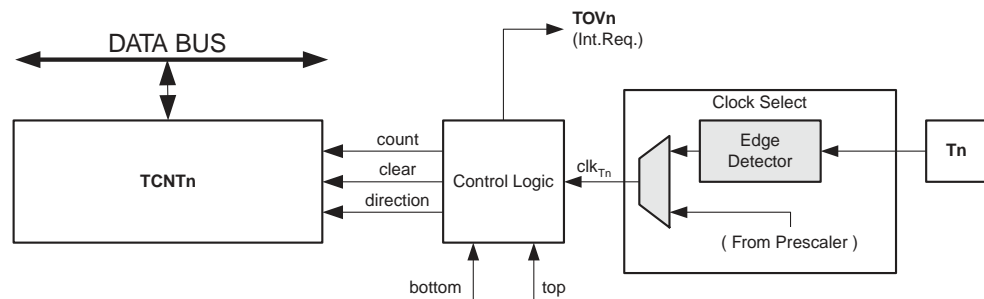 TOVn
(Int.Req.)
DATA BUS
Clock Select
count
Edge
Detector
Tn
TCNTn
clear
Control Logic
clkTn
direction
( From Prescaler )
bottom
top